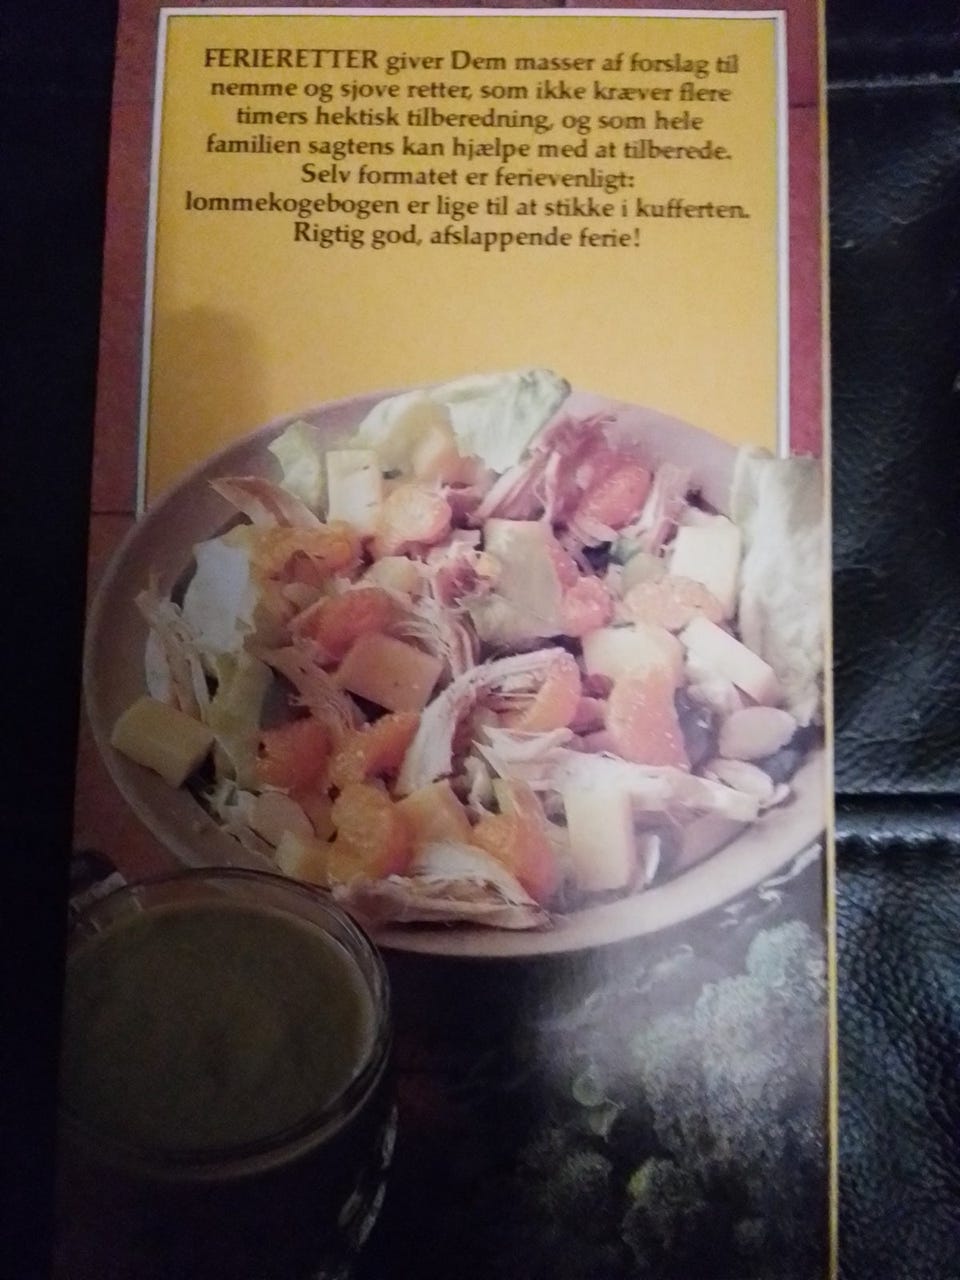 FERIERETTER giver Dem masser af forslag til
nemme og sjove retter, som ikke kræver flere
timers hektisk tilberedning, og som hele
familien sagtens kan hjælpe med at tilberede.
Selv formatet er ferievenligt:
lommekogebogen er lige til at stikke i kufferten.
Rigtig god, afslappende ferie!